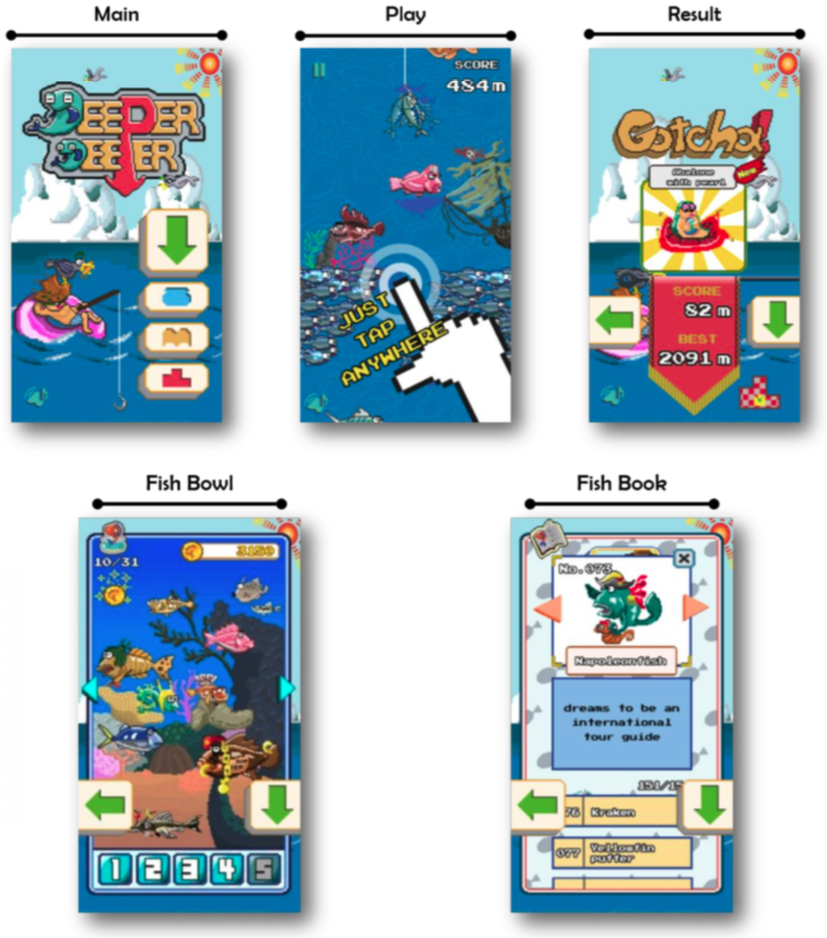 Main
Play
Result
DEEPER
DEEPER
SCORE
484m
JUST
TAP
ANYWHERE
Gotcha!
Abalone
with pearl
New
SCORE
82 m
BEST
2091 m
Fish Bowl
Fish Book
3150
10/31
1 2 3 4 5
No.073
Napoleonfish
dreams to be an
international
tour guide
151/15
76 Kraken
077 Yellowfin
puffer